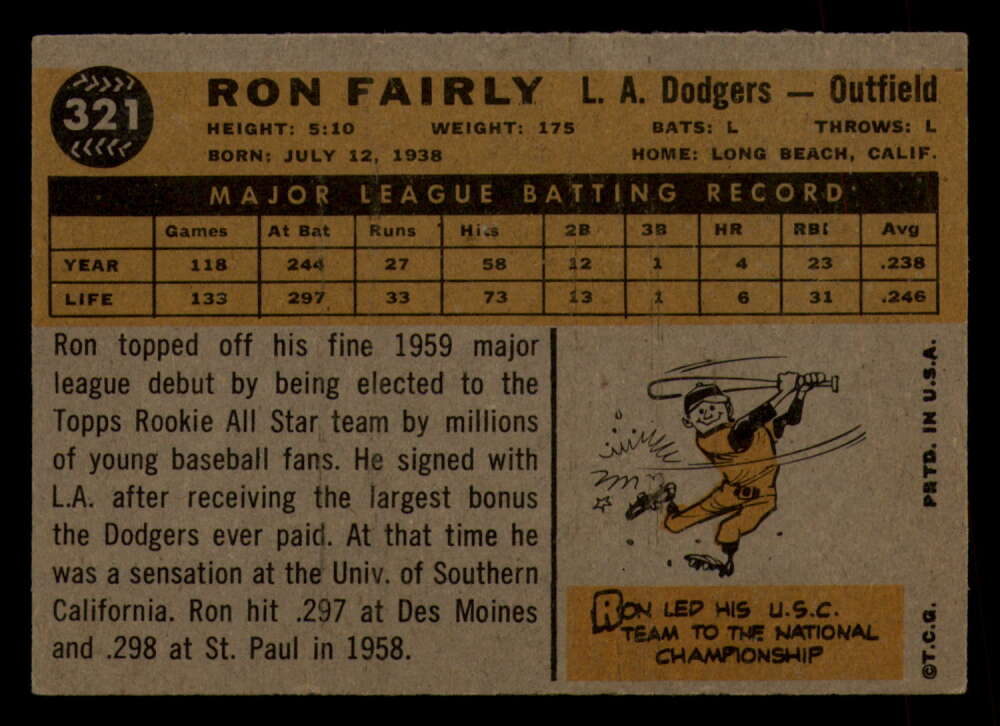 321
RON FAIRLY L. A. Dodgers — Outfield
HEIGHT: 5:10 WEIGHT: 175 BATS: L THROWS: L
BORN: JULY 12, 1938 HOME: LONG BEACH, CALIF.
MAJOR LEAGUE BATTING RECORD
Games At Bat Runs Hits 2B 3B HR RBI Avg
YEAR 118 244 27 58 12 1 4 23 .238
LIFE 133 297 33 73 13 1 6 31 .246
Ron topped off his fine 1959 major
league debut by being elected to the
Topps Rookie All Star team by millions
of young baseball fans. He signed with
L.A. after receiving the largest bonus
the Dodgers ever paid. At that time he
was a sensation at the Univ. of Southern
California. Ron hit .297 at Des Moines
and .298 at St. Paul in 1958.
RON LED HIS U.S.C.
TEAM TO THE NATIONAL
CHAMPIONSHIP
©T.C.G. PRTD. IN U.S.A.